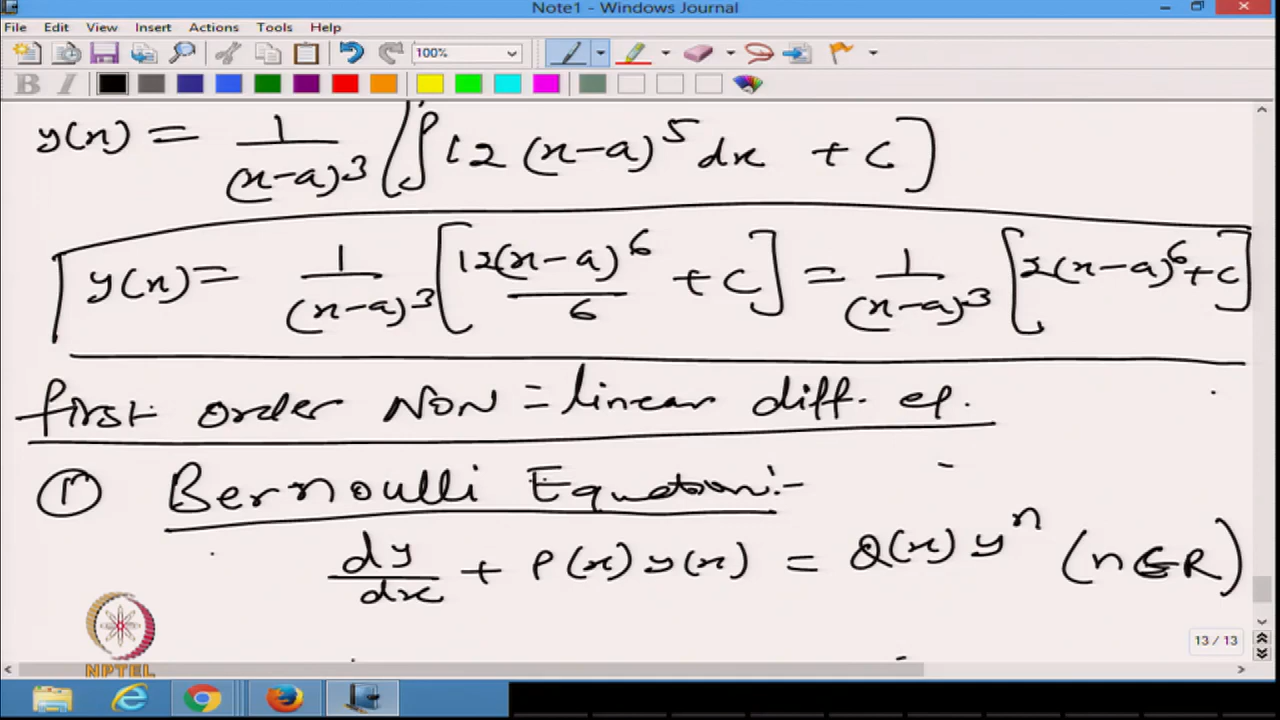 Note1 - Windows Journal
File Edit View Insert Actions Tools Help
100%
B I
y(x) = 1/(x-a)^3 [∫12(x-a)^5 dx + C]
y(x) = 1/(x-a)^3 [12(x-a)^6/6 + C] = 1/(x-a)^3 [2(x-a)^6 + C]
first order NON = linear diff. eq.
① Bernoulli Equation:-
dy/dx + P(x) y(x) = Q(x) y^n (n∈R)
13 / 13
NPTEL